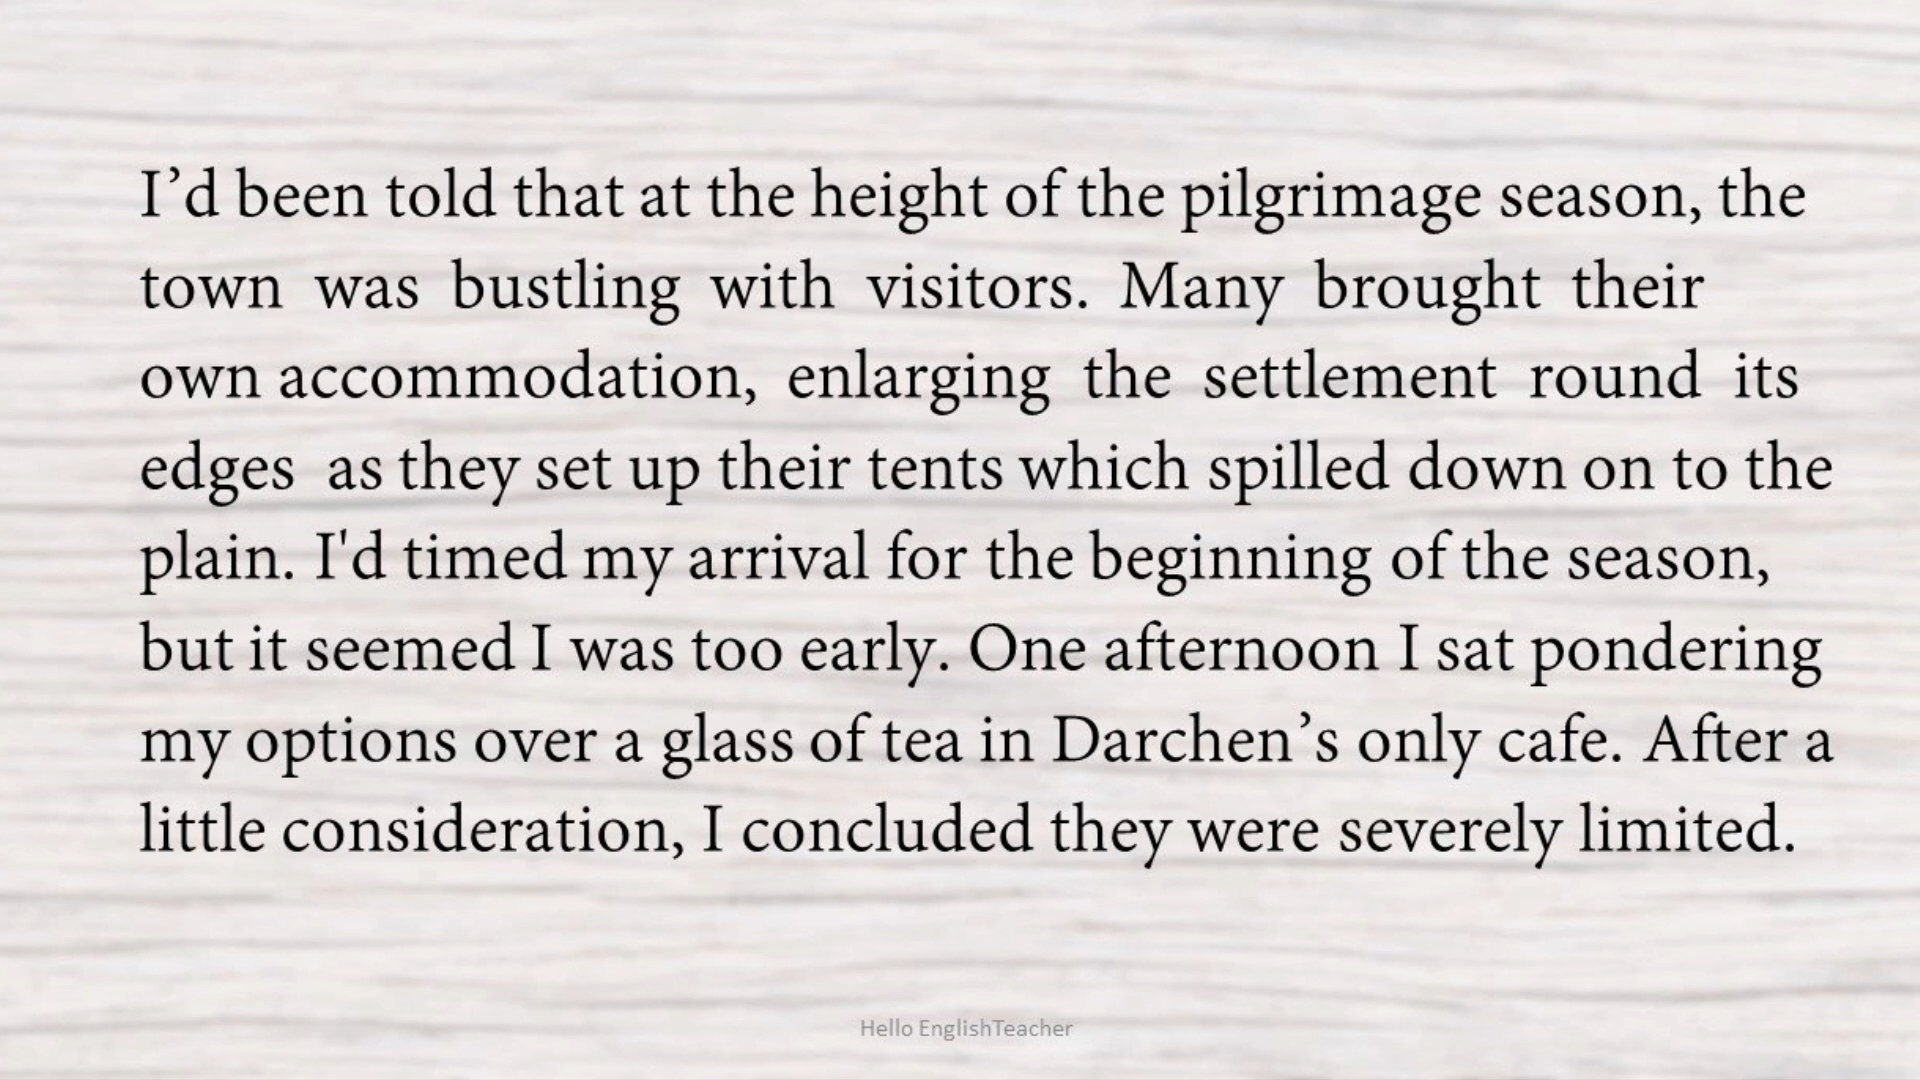 I’d been told that at the height of the pilgrimage season, the
town was bustling with visitors. Many brought their
own accommodation, enlarging the settlement round its
edges as they set up their tents which spilled down on to the
plain. I'd timed my arrival for the beginning of the season,
but it seemed I was too early. One afternoon I sat pondering
my options over a glass of tea in Darchen’s only cafe. After a
little consideration, I concluded they were severely limited.
Hello EnglishTeacher